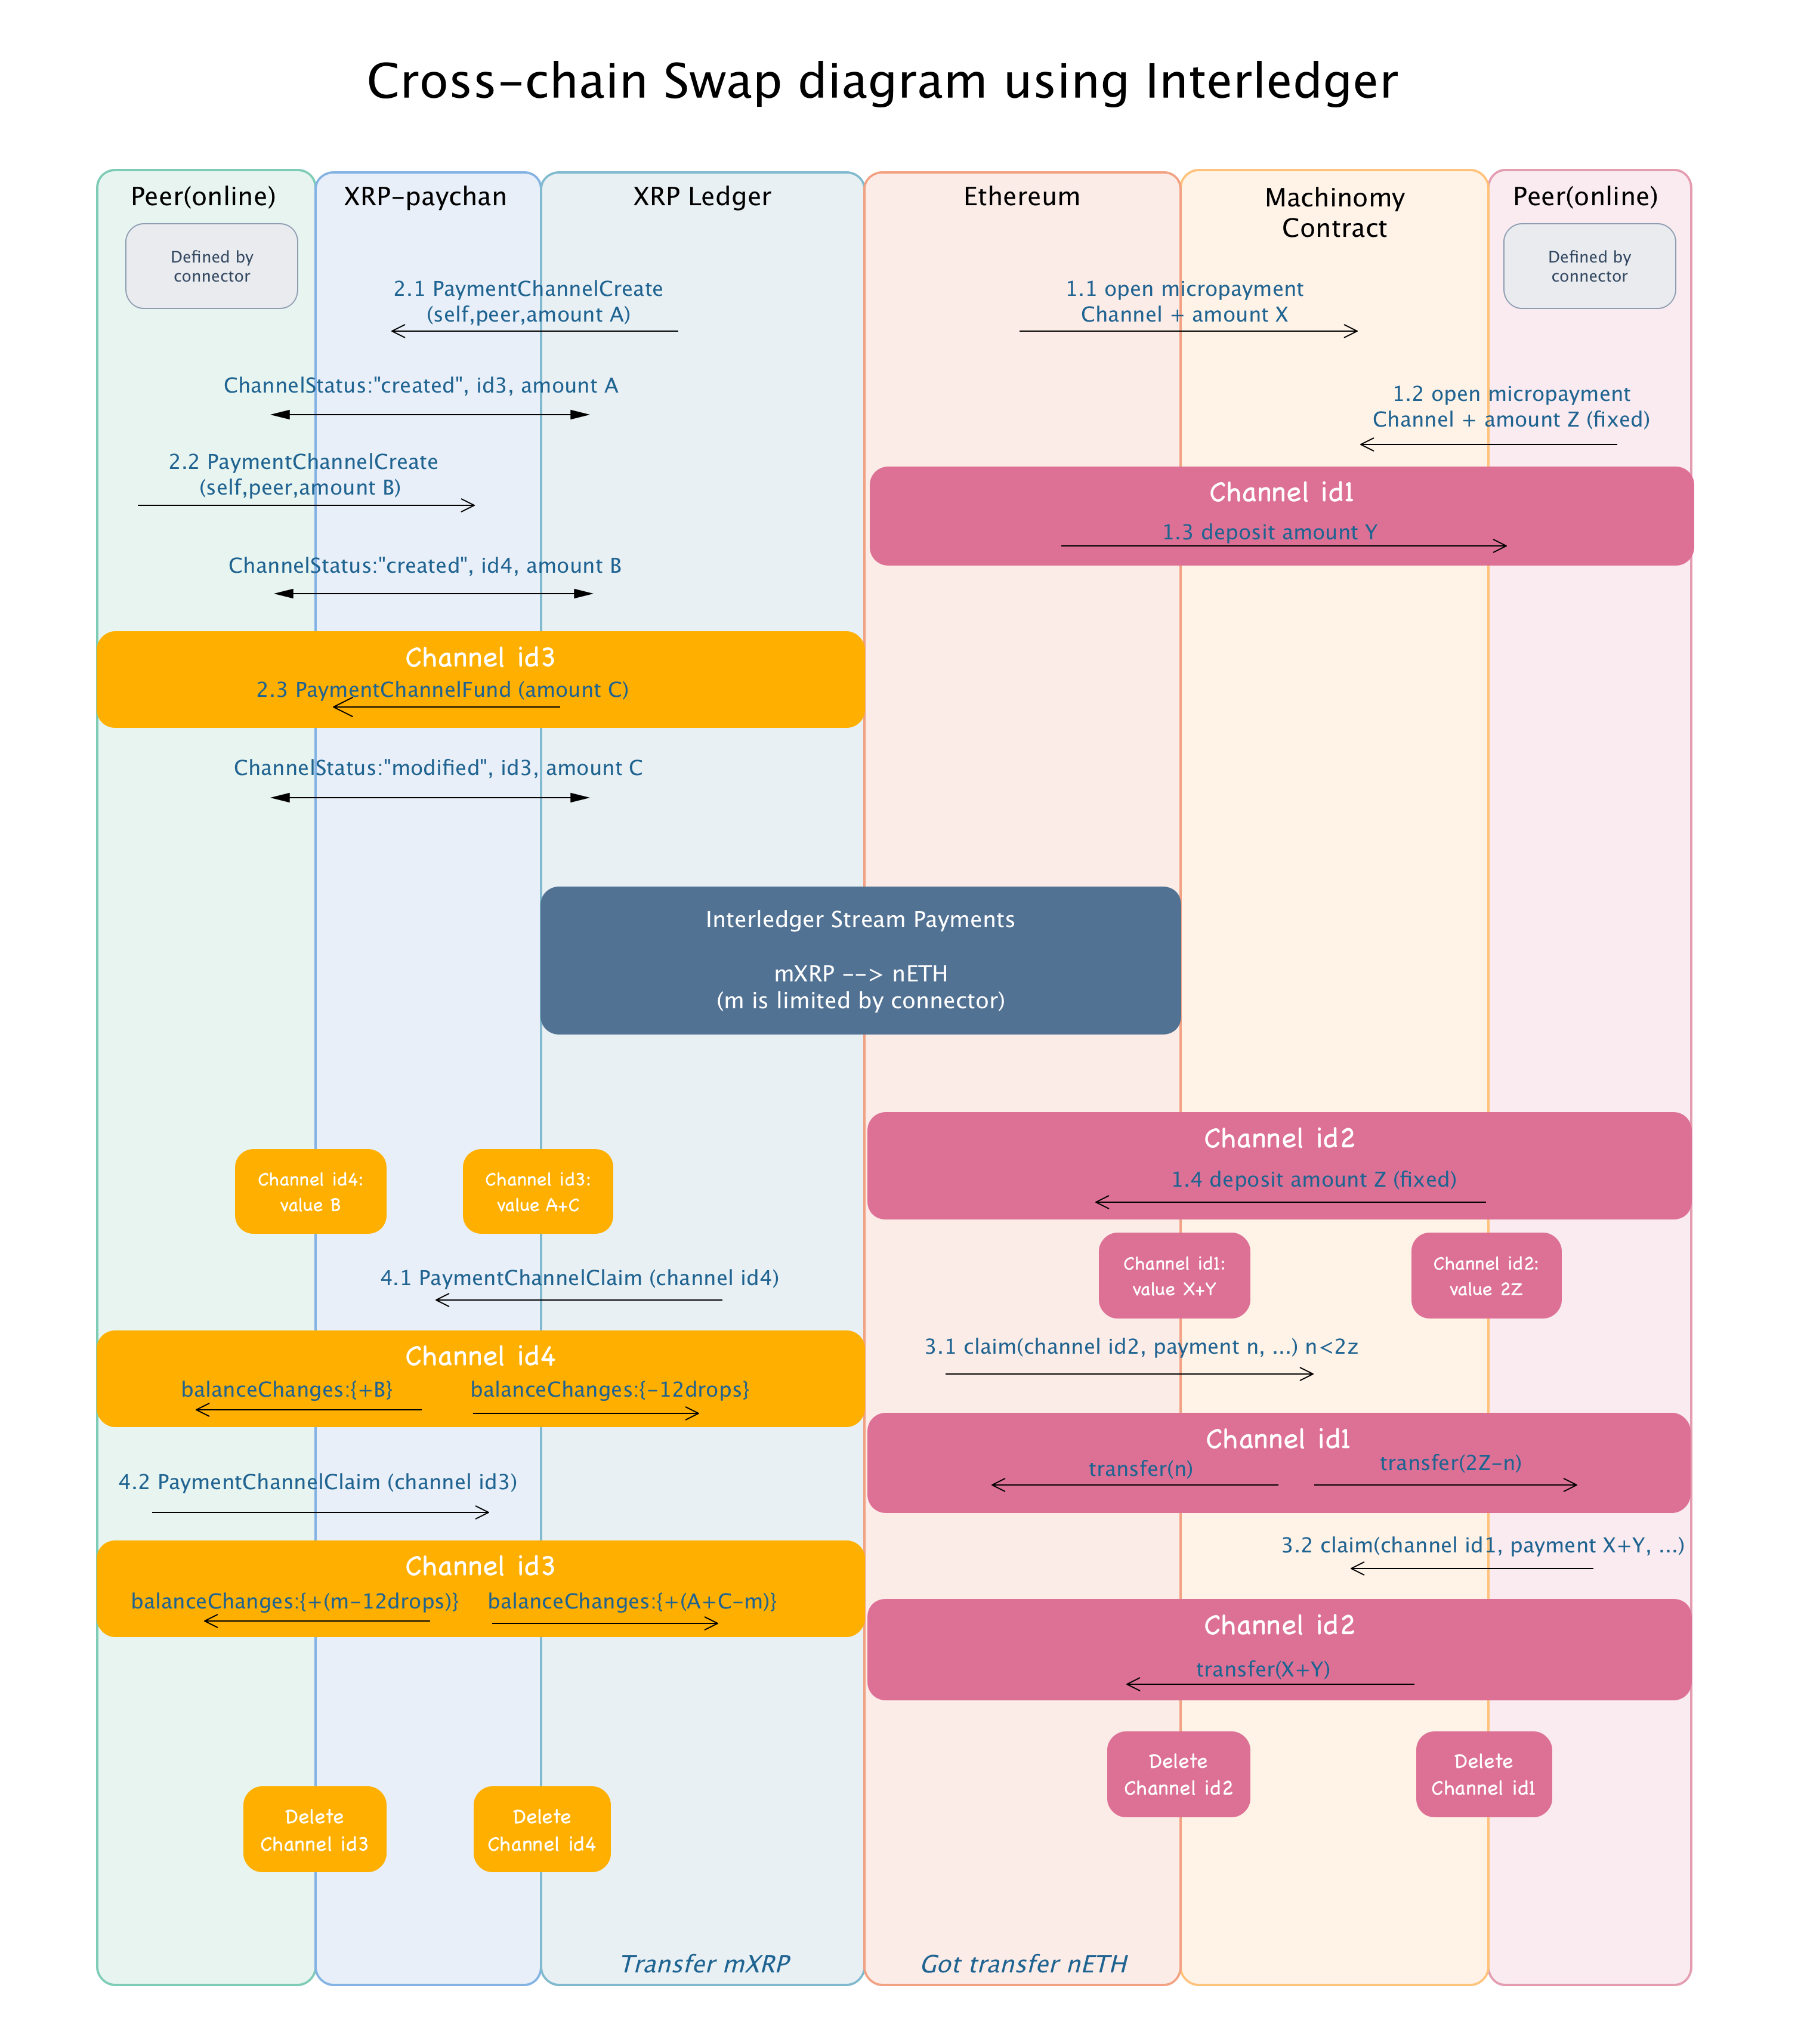 Cross-chain Swap diagram using Interledger
Peer(online)
XRP-paychan
XRP Ledger
Ethereum
Machinomy
Contract
Peer(online)
Defined by
connector
Defined by
connector
2.1 PaymentChannelCreate
(self,peer,amount A)
1.1 open micropayment
Channel + amount X
ChannelStatus:"created", id3, amount A
1.2 open micropayment
Channel + amount Z (fixed)
2.2 PaymentChannelCreate
(self,peer,amount B)
Channel id1
1.3 deposit amount Y
ChannelStatus:"created", id4, amount B
Channel id3
2.3 PaymentChannelFund (amount C)
ChannelStatus:"modified", id3, amount C
Interledger Stream Payments
mXRP --> nETH
(m is limited by connector)
Channel id2
1.4 deposit amount Z (fixed)
Channel id4:
value B
Channel id3:
value A+C
Channel id1:
value X+Y
Channel id2:
value 2Z
4.1 PaymentChannelClaim (channel id4)
3.1 claim(channel id2, payment n, ...) n<2z
Channel id4
balanceChanges:{+B}
balanceChanges:{-12drops}
Channel id1
transfer(n)
transfer(2Z-n)
4.2 PaymentChannelClaim (channel id3)
3.2 claim(channel id1, payment X+Y, ...)
Channel id3
balanceChanges:{+(m-12drops)}
balanceChanges:{+(A+C-m)}
Channel id2
transfer(X+Y)
Delete
Channel id2
Delete
Channel id1
Delete
Channel id3
Delete
Channel id4
Transfer mXRP
Got transfer nETH